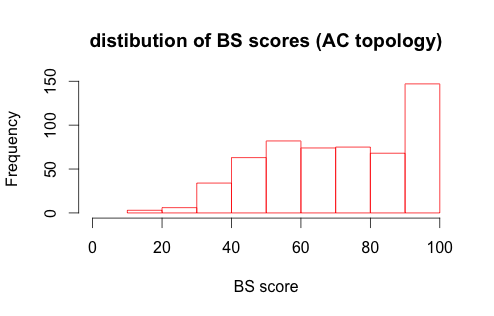 distibution of BS scores (AC topology)
Frequency
150
100
50
0
0 20 40 60 80 100
BS score